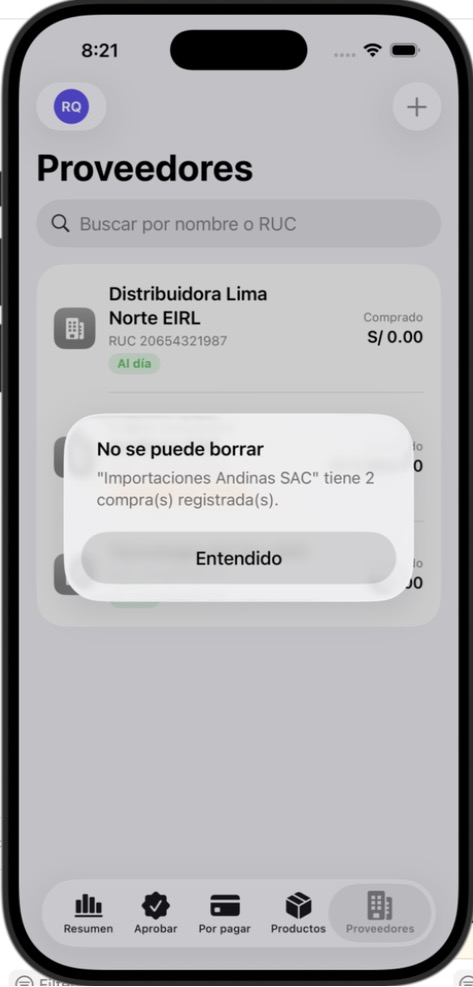 8:21
RQ
Proveedores
Buscar por nombre o RUC
Distribuidora Lima
Norte EIRL
RUC 20654321987
Al día
Comprado
S/ 0.00
No se puede borrar
"Importaciones Andinas SAC" tiene 2
compra(s) registrada(s).
Entendido
Resumen
Aprobar
Por pagar
Productos
Proveedores